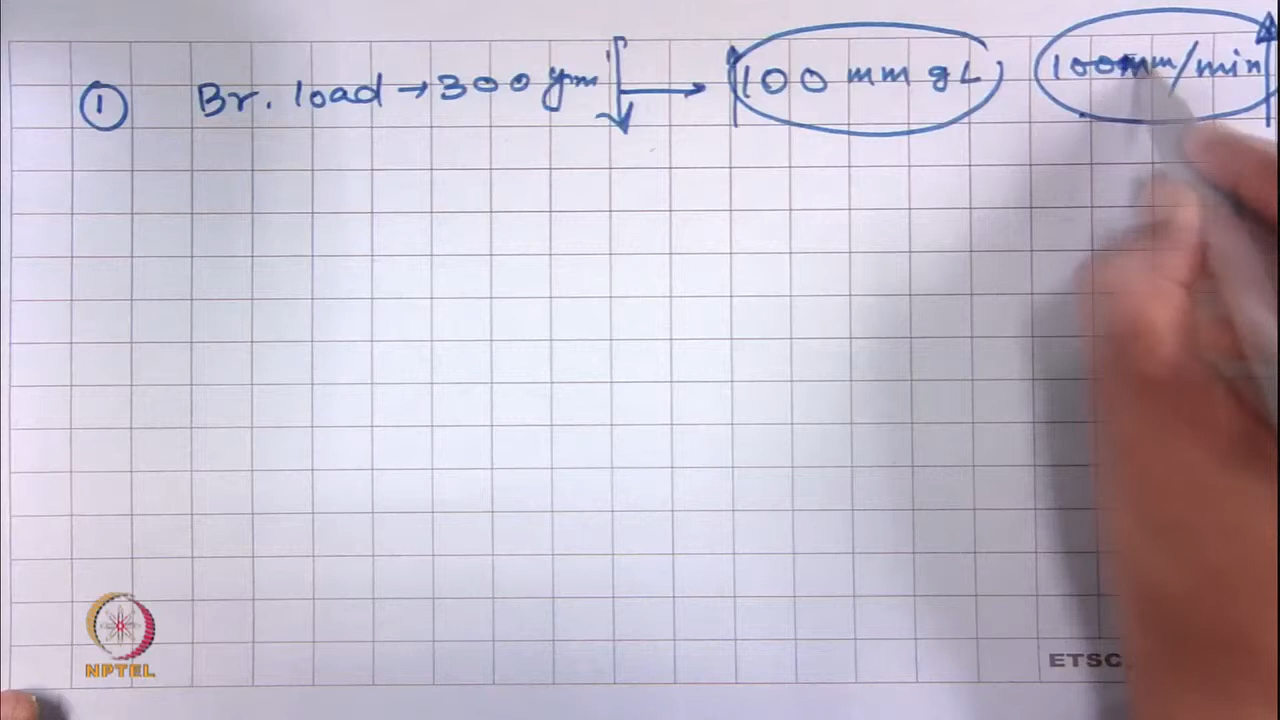 ① Br. load → 300 gm → 100 mm gL 100mm/min
NPTEL
ETSC